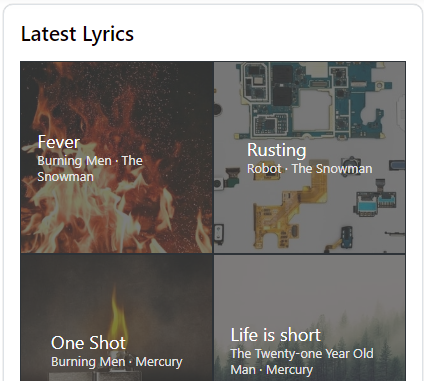 Latest Lyrics
Fever
Burning Men · The
Snowman
Rusting
Robot · The Snowman
One Shot
Burning Men · Mercury
Life is short
The Twenty-one Year Old
Man · Mercury